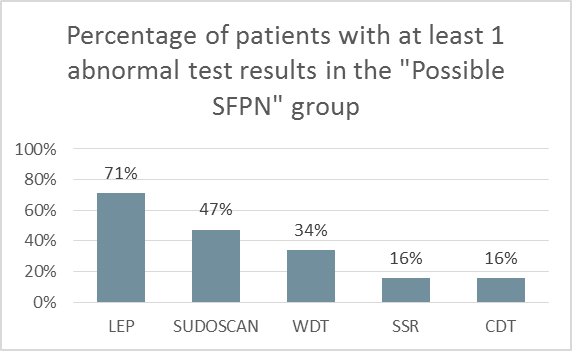 Percentage of patients with at least 1
abnormal test results in the "Possible
SFPN" group
100%
80%
60%
40%
20%
0%
71%
47%
34%
16%
16%
LEP
SUDOSCAN
WDT
SSR
CDT